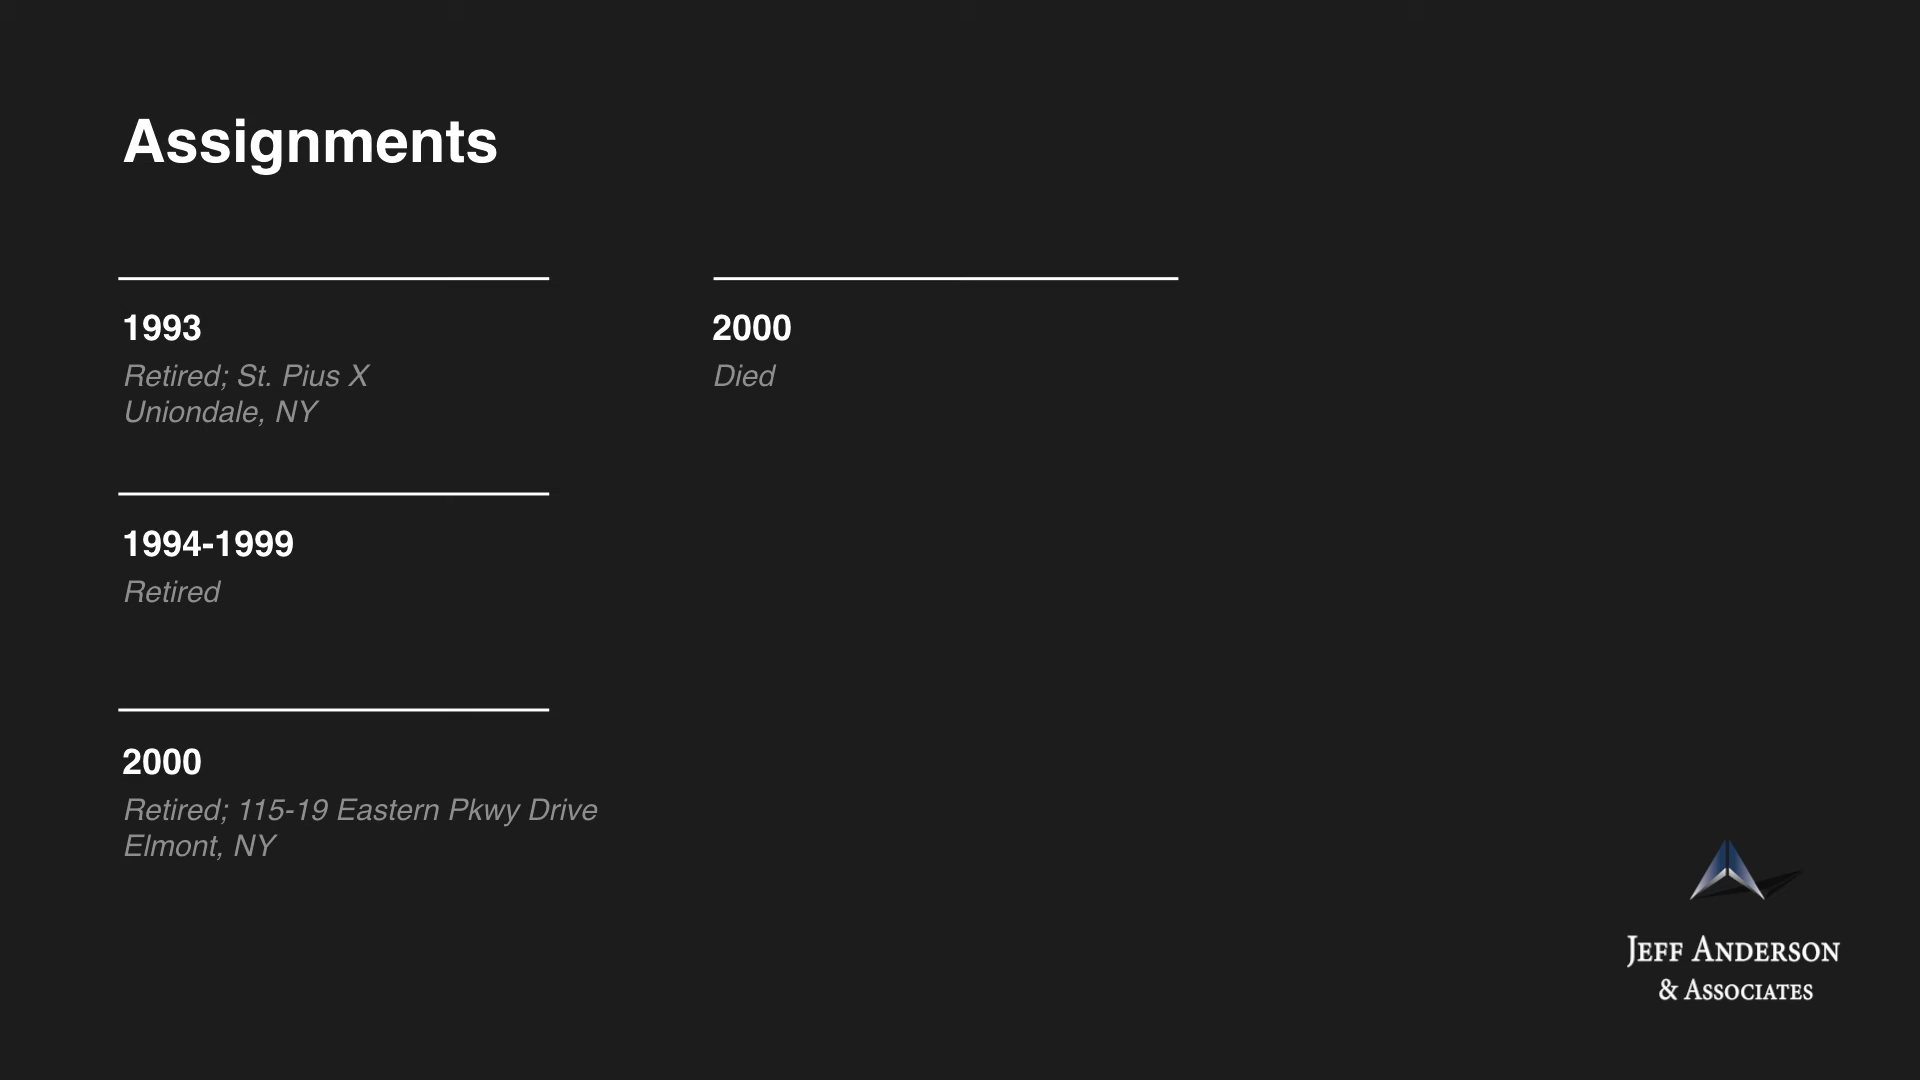 Assignments
1993
Retired; St. Pius X
Uniondale, NY
1994-1999
Retired
2000
Retired; 115-19 Eastern Pkwy Drive
Elmont, NY
2000
Died
JEFF ANDERSON
& ASSOCIATES